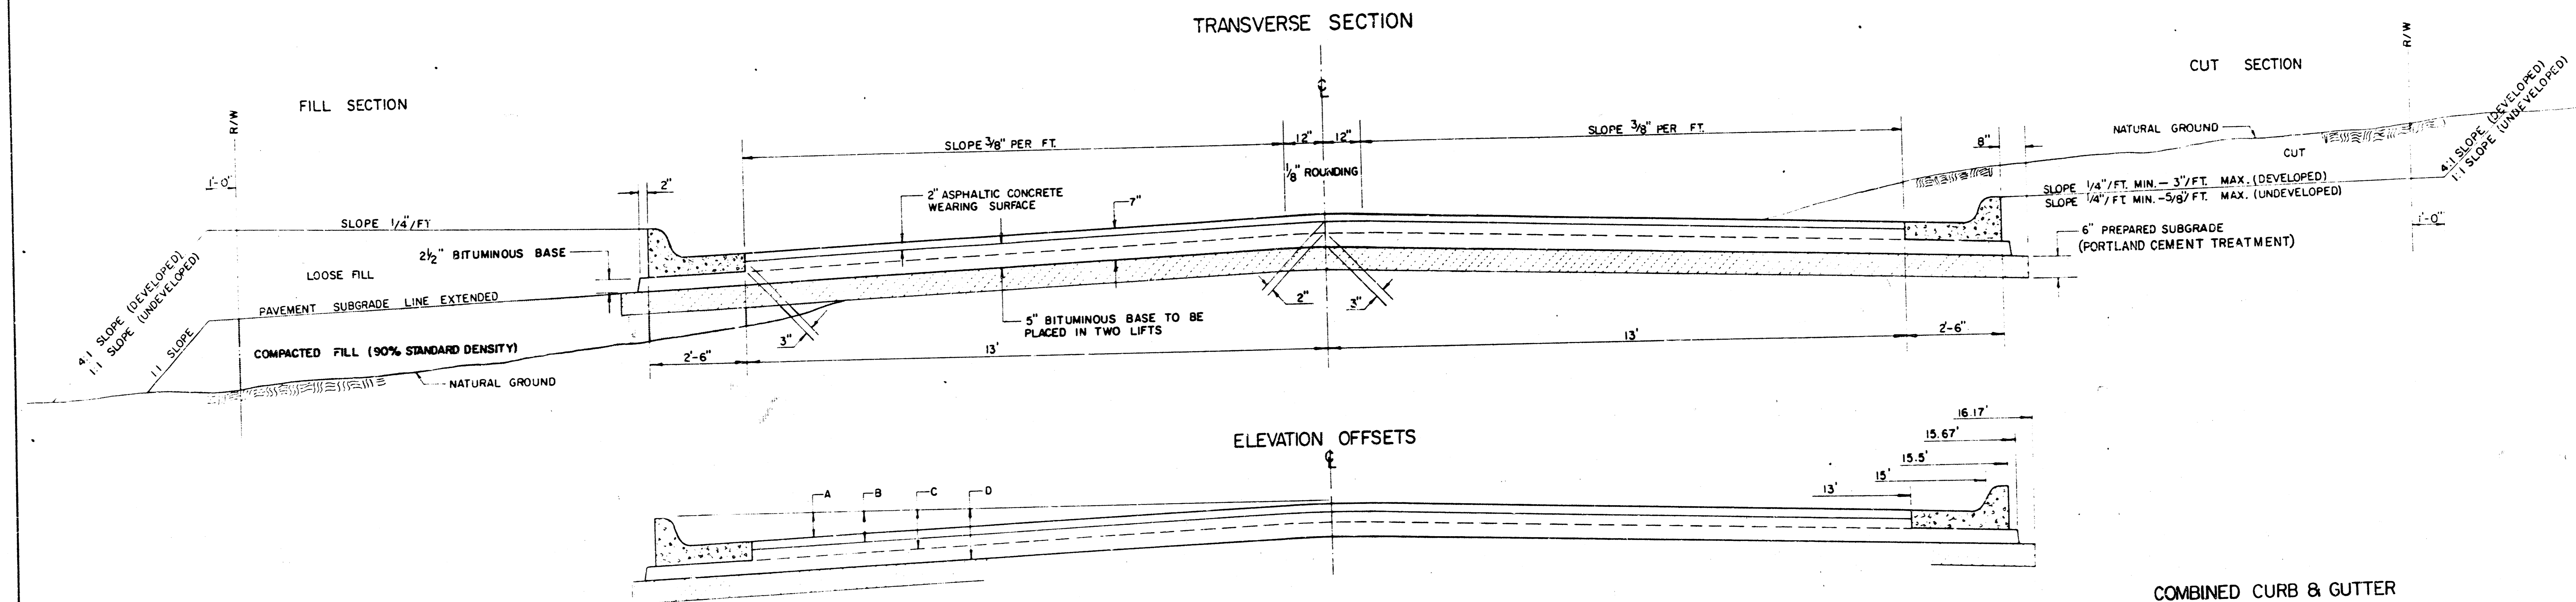 TRANSVERSE SECTION
FILL SECTION
CUT SECTION
R/W
R/W
℄
SLOPE 3/8" PER FT.
12"
12"
SLOPE 3/8" PER FT.
1/8" ROUNDING
NATURAL GROUND
CUT
8"
4:1 SLOPE (DEVELOPED)
1:1 SLOPE (UNDEVELOPED)
1'-0"
2"
2" ASPHALTIC CONCRETE
WEARING SURFACE
7"
SLOPE 1/4"/FT. MIN. – 3"/FT. MAX. (DEVELOPED)
SLOPE 1/4"/FT. MIN. – 5/8"/FT. MAX. (UNDEVELOPED)
1'-0"
SLOPE 1/4"/FT
2½" BITUMINOUS BASE
6" PREPARED SUBGRADE
(PORTLAND CEMENT TREATMENT)
LOOSE FILL
4:1 SLOPE (DEVELOPED)
1:1 SLOPE (UNDEVELOPED)
PAVEMENT SUBGRADE LINE EXTENDED
1:1 SLOPE
COMPACTED FILL (90% STANDARD DENSITY)
NATURAL GROUND
3"
5" BITUMINOUS BASE TO BE
PLACED IN TWO LIFTS
2"
3"
2'-6"
13'
13'
2'-6"
ELEVATION OFFSETS
℄
16.17'
15.67'
15.5'
15'
13'
A
B
C
D
COMBINED CURB & GUTTER